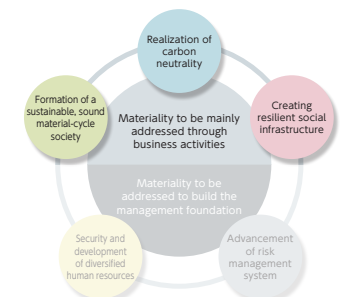 Realization of
carbon
neutrality
Formation of a
sustainable, sound
material-cycle
society
Materiality to be mainly
addressed through
business activities
Creating
resilient social
infrastructure
Materiality to be
addressed to build the
management foundation
Security and
development
of diversified
human resources
Advancement
of risk
management
system